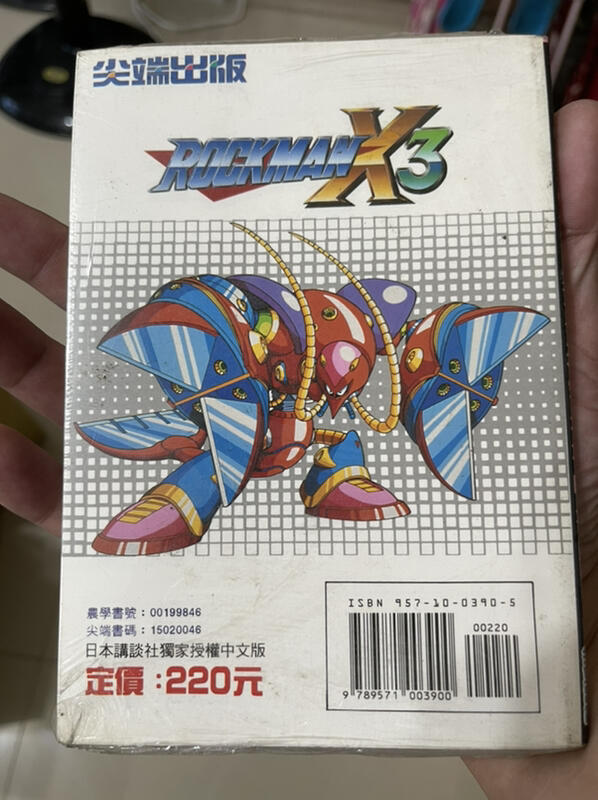 尖端出版
ROCKMAN X3
農學書號：00199846
尖端書碼：15020046
日本講談社獨家授權中文版
定價：220元
ISBN 957-10-0390-5
00220
9 789571 003900